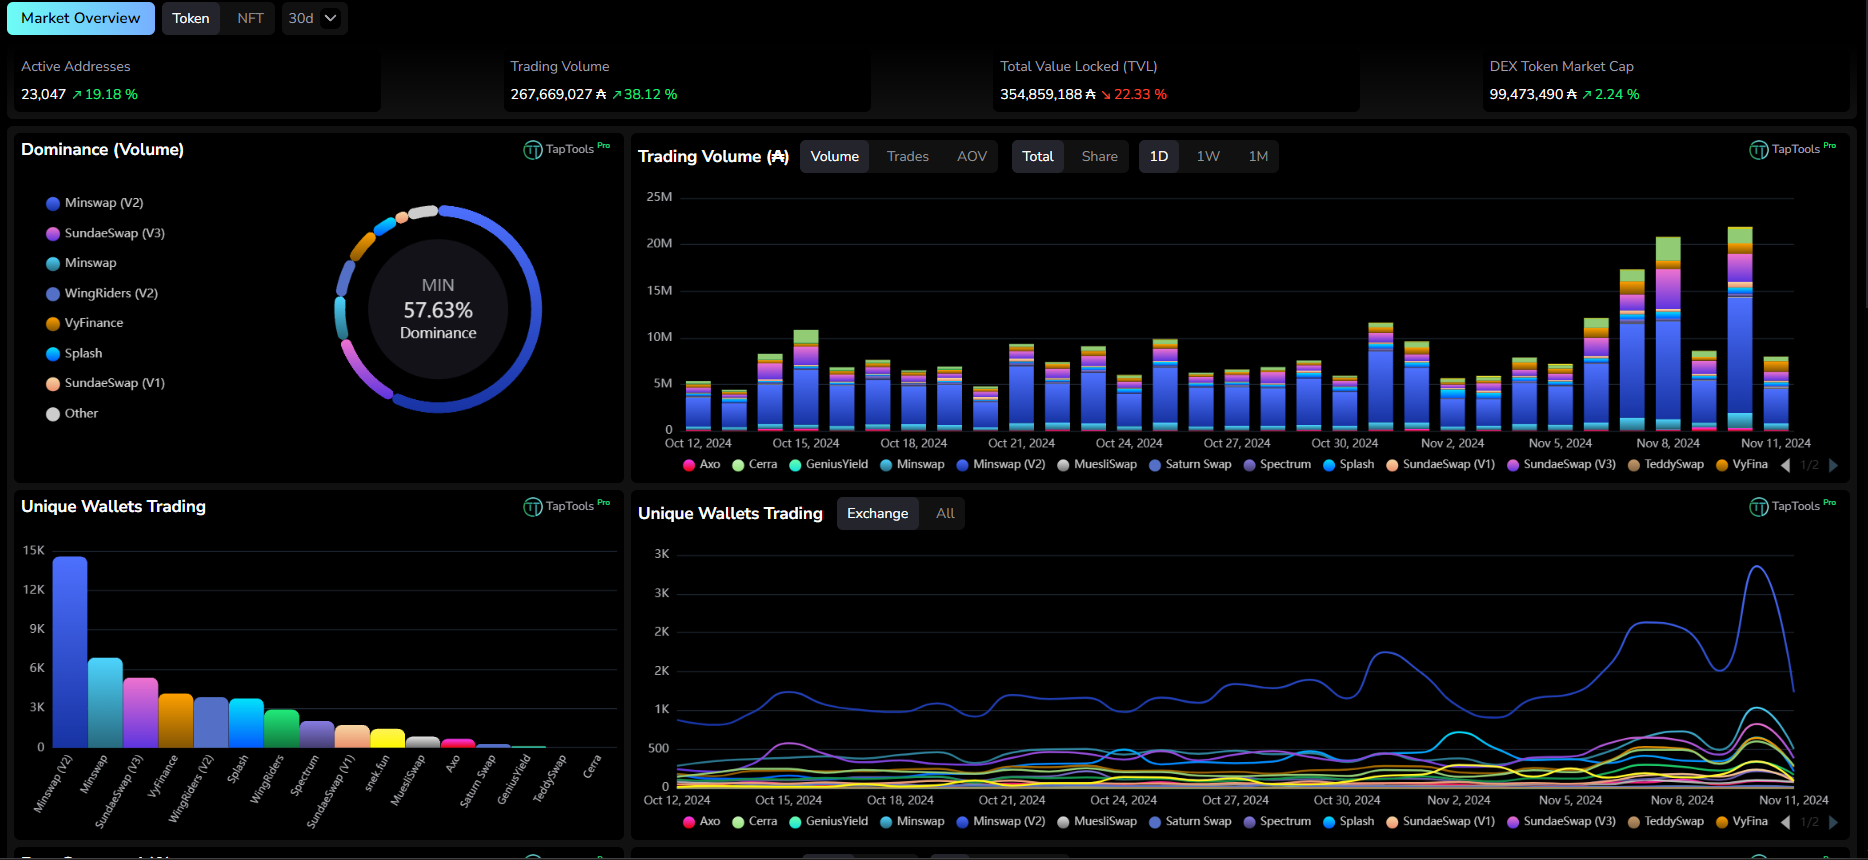 Market Overview Token NFT 30d
Active Addresses
23,047 ↗ 19.18 %
Trading Volume
267,669,027 ₳ ↗ 38.12 %
Total Value Locked (TVL)
354,859,188 ₳ ↘ 22.33 %
DEX Token Market Cap
99,473,490 ₳ ↗ 2.24 %
Dominance (Volume)
TapTools Pro
Minswap (V2)
SundaeSwap (V3)
Minswap
WingRiders (V2)
VyFinance
Splash
SundaeSwap (V1)
Other
MIN
57.63%
Dominance
Trading Volume (₳) Volume Trades AOV Total Share 1D 1W 1M
TapTools Pro
25M
20M
15M
10M
5M
0
Oct 12, 2024 Oct 15, 2024 Oct 18, 2024 Oct 21, 2024 Oct 24, 2024 Oct 27, 2024 Oct 30, 2024 Nov 2, 2024 Nov 5, 2024 Nov 8, 2024 Nov 11, 2024
Axo Cerra GeniusYield Minswap Minswap (V2) MuesliSwap Saturn Swap Spectrum Splash SundaeSwap (V1) SundaeSwap (V3) TeddySwap VyFina 1/2
Unique Wallets Trading
TapTools Pro
15K
12K
9K
6K
3K
0
Minswap (V2)
Minswap
SundaeSwap (V3)
VyFinance
WingRiders (V2)
Splash
WingRiders
Spectrum
SundaeSwap (V1)
snek.fun
MuesliSwap
Axo
Saturn Swap
GeniusYield
TeddySwap
Cerra
Unique Wallets Trading Exchange All
TapTools Pro
3K
3K
2K
2K
1K
500
0
Oct 12, 2024 Oct 15, 2024 Oct 18, 2024 Oct 21, 2024 Oct 24, 2024 Oct 27, 2024 Oct 30, 2024 Nov 2, 2024 Nov 5, 2024 Nov 8, 2024 Nov 11, 2024
Axo Cerra GeniusYield Minswap Minswap (V2) MuesliSwap Saturn Swap Spectrum Splash SundaeSwap (V1) SundaeSwap (V3) TeddySwap VyFina 1/2